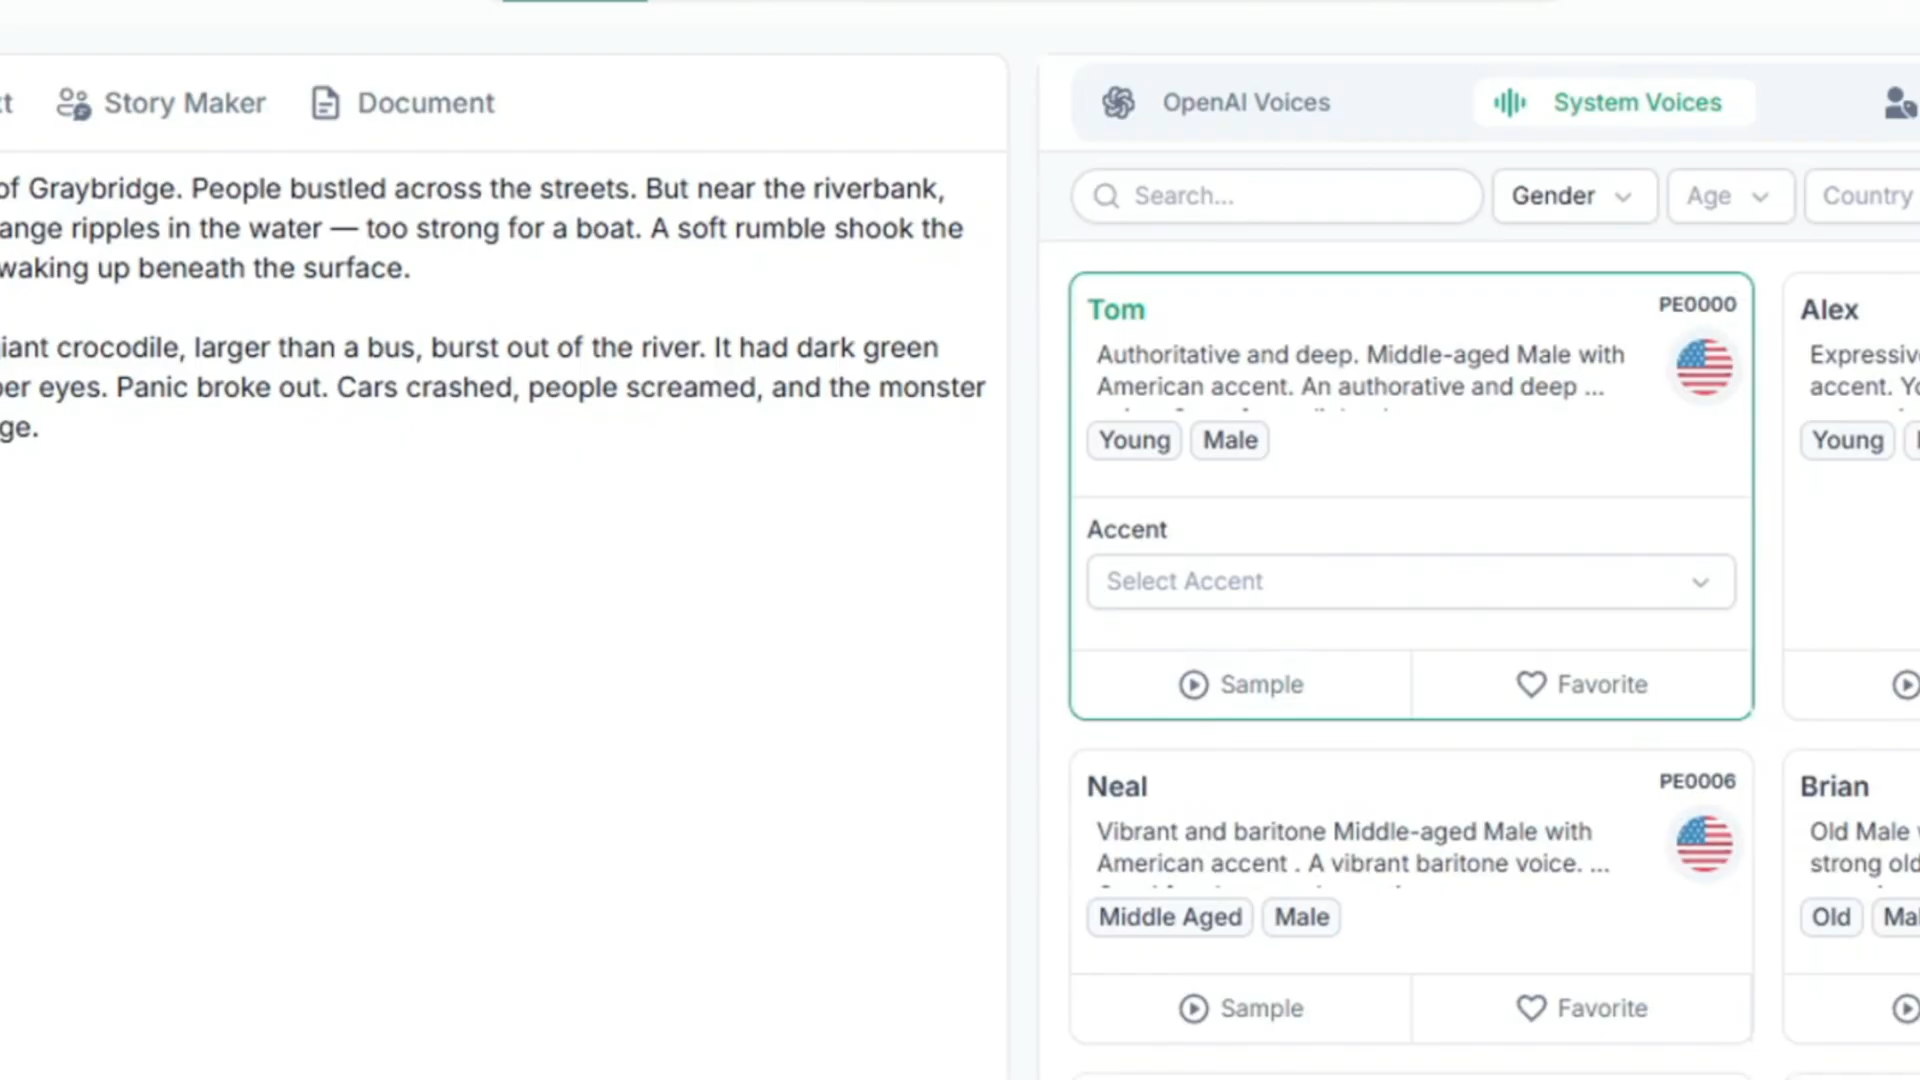 Story Maker
Document
of Graybridge. People bustled across the streets. But near the riverbank,
ripples in the water — too strong for a boat. A soft rumble shook the
waking up beneath the surface.
crocodile, larger than a bus, burst out of the river. It had dark green
eyes. Panic broke out. Cars crashed, people screamed, and the monster
OpenAI Voices
System Voices
Search...
Gender
Age
Country
Tom
PE0000
Authoritative and deep. Middle-aged Male with
American accent. An authorative and deep ...
Young
Male
Accent
Select Accent
Sample
Favorite
Alex
accent.
Young
Neal
PE0006
Vibrant and baritone Middle-aged Male with
American accent . A vibrant baritone voice. ...
Middle Aged
Male
Sample
Favorite
Brian
Old Male
strong
Old